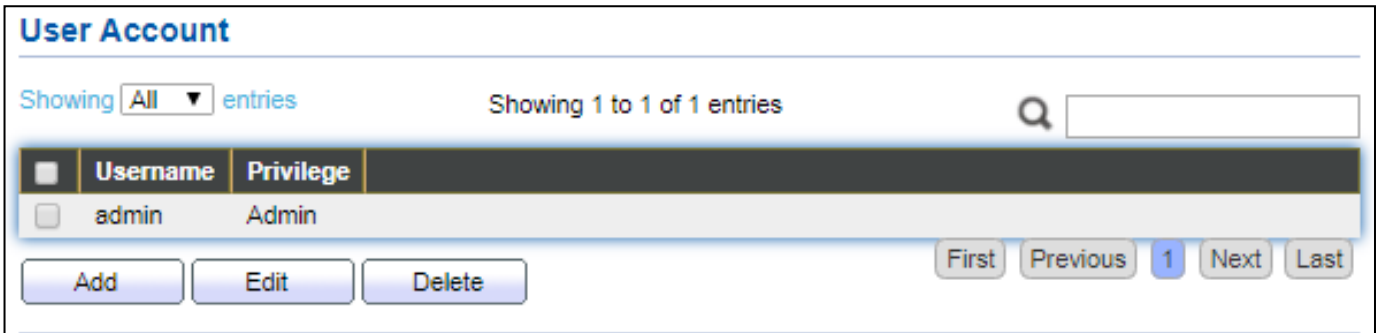 User Account
Showing All ▼ entries Showing 1 to 1 of 1 entries
Username Privilege
admin Admin
First Previous 1 Next Last
Add Edit Delete